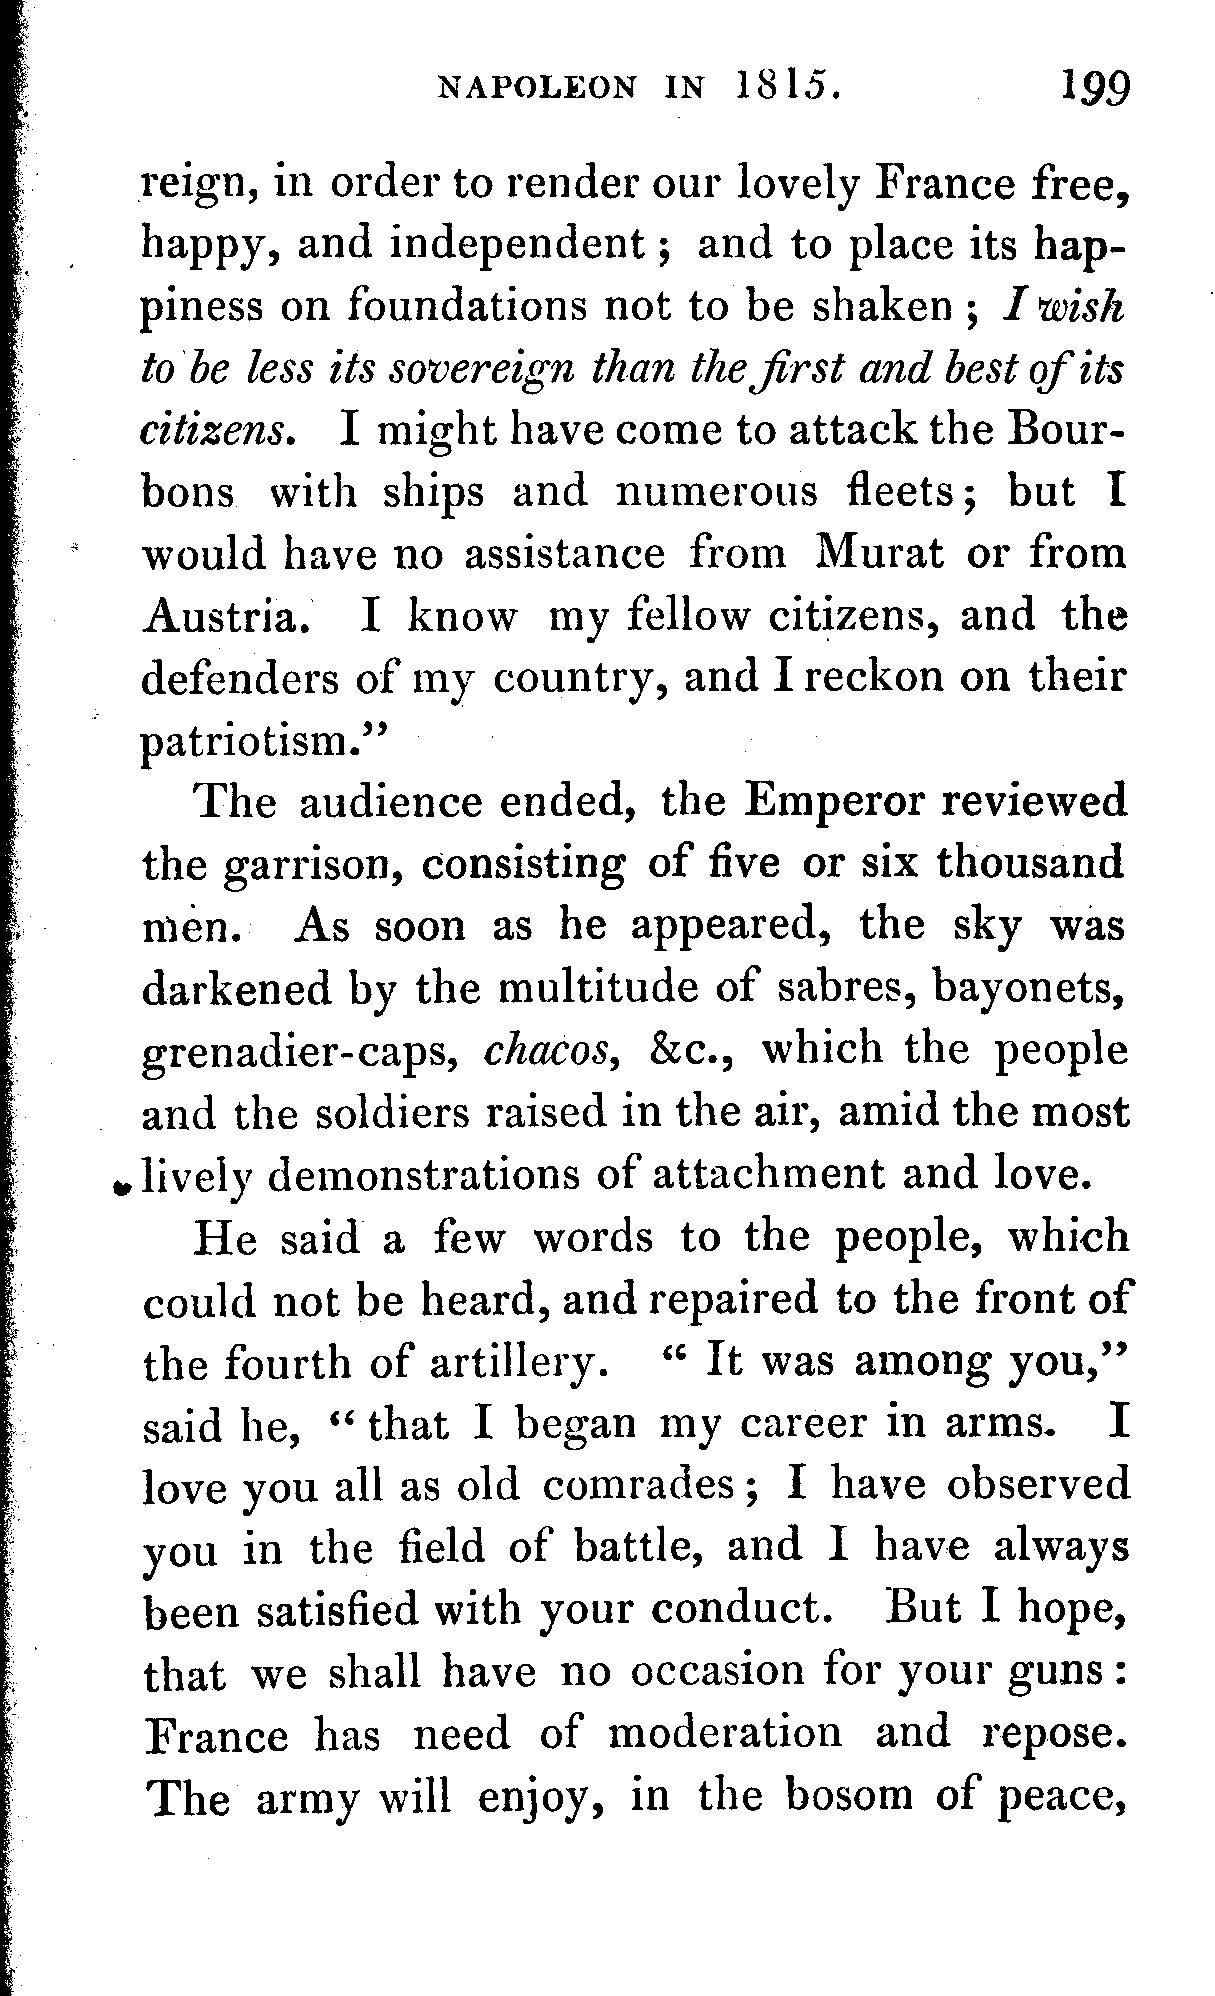 NAPOLEON IN 1815. 199
reign, in order to render our lovely France free,
happy, and independent ; and to place its hap-
piness on foundations not to be shaken ; I wish
to be less its sovereign than the first and best of its
citizens. I might have come to attack the Bour-
bons with ships and numerous fleets ; but I
would have no assistance from Murat or from
Austria. I know my fellow citizens, and the
defenders of my country, and I reckon on their
patriotism."
The audience ended, the Emperor reviewed
the garrison, consisting of five or six thousand
men. As soon as he appeared, the sky was
darkened by the multitude of sabres, bayonets,
grenadier-caps, chacos, &c., which the people
and the soldiers raised in the air, amid the most
lively demonstrations of attachment and love.
He said a few words to the people, which
could not be heard, and repaired to the front of
the fourth of artillery. " It was among you,"
said he, " that I began my career in arms. I
love you all as old comrades ; I have observed
you in the field of battle, and I have always
been satisfied with your conduct. But I hope,
that we shall have no occasion for your guns :
France has need of moderation and repose.
The army will enjoy, in the bosom of peace,